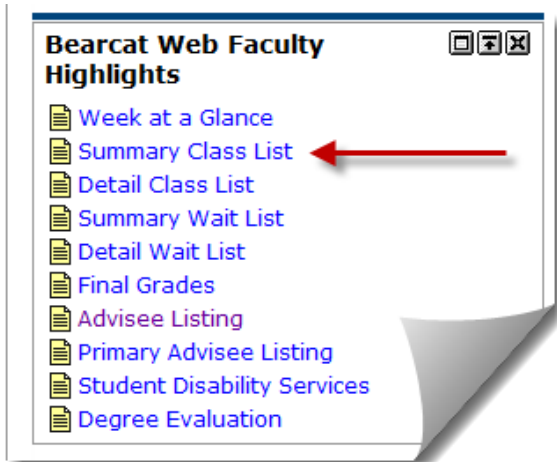 Bearcat Web Faculty
Highlights
Week at a Glance
Summary Class List
Detail Class List
Summary Wait List
Detail Wait List
Final Grades
Advisee Listing
Primary Advisee Listing
Student Disability Services
Degree Evaluation